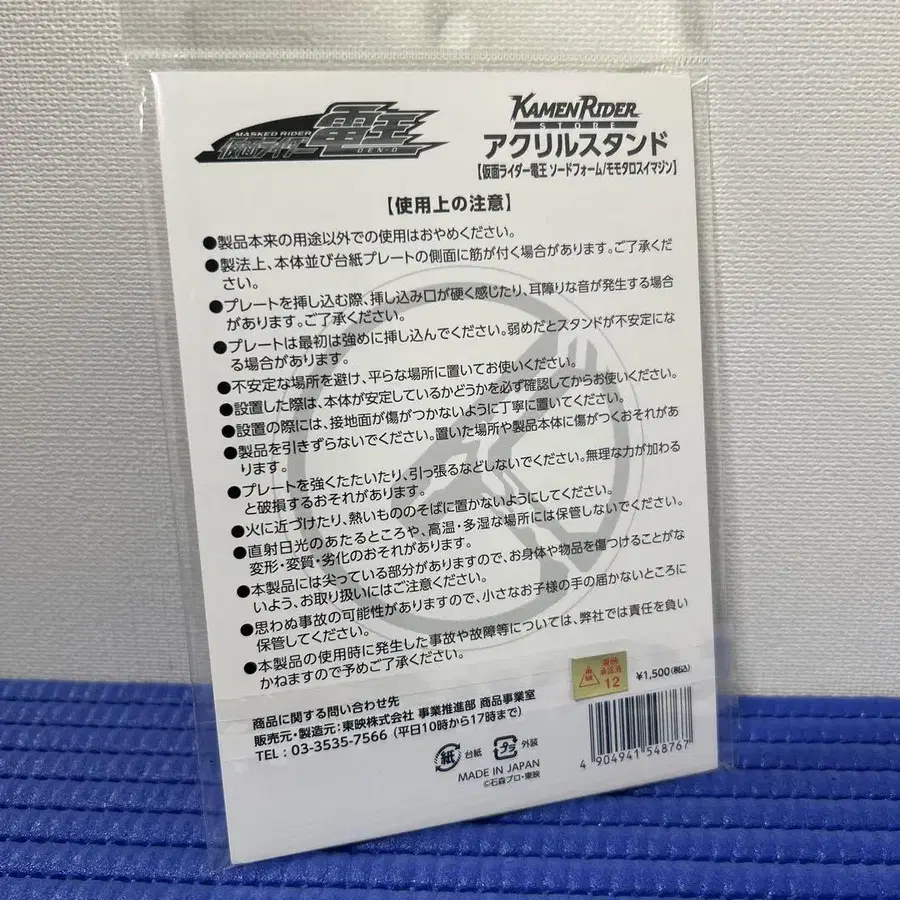 MASKED RIDER
仮面ライダー電王
DEN-O
KAMEN RIDER
STORE
アクリルスタンド
【仮面ライダー電王 ソードフォーム/モモタロスイマジン】
【使用上の注意】
●製品本来の用途以外での使用はおやめください。
●製法上、本体並び台紙プレートの側面に筋が付く場合があります。ご了承くだ
さい。
●プレートを挿し込む際、挿し込み口が硬く感じたり、耳障りな音が発生する場合
があります。ご了承ください。
●プレートは最初は強めに挿し込んでください。弱めだとスタンドが不安定にな
る場合があります。
●不安定な場所を避け、平らな場所に置いてお使いください。
●設置した際は、本体が安定しているかどうかを必ず確認してからお使いください。
●設置の際には、接地面が傷がつかないように丁寧に置いてください。
●製品を引きずらないでください。置いた場所や製品本体に傷がつくおそれがあ
ります。
●プレートを強くたたいたり、引っ張るなどしないでください。無理な力が加わる
と破損するおそれがあります。
●火に近づけたり、熱いもののそばに置かないようにしてください。
●直射日光のあたるところや、高温・多湿な場所には保管しないでください。
変形・変質・劣化のおそれがあります。
●本製品には尖っている部分がありますので、お身体や物品を傷つけることがな
いよう、お取り扱いにはご注意ください。
●思わぬ事故の可能性がありますので、小さなお子様の手の届かないところに
保管してください。
●本製品の使用時に発生した事故や故障等については、弊社では責任を負い
かねますので予めご了承ください。
商品に関する問い合わせ先
販売元・製造元:東映株式会社 事業推進部 商品事業室
TEL : 03-3535-7566 (平日10時から17時まで)
東映
承認済
12
¥1,500(税込)
紙 台紙
プラ 外装
MADE IN JAPAN
©石森プロ・東映
4 904941 548767